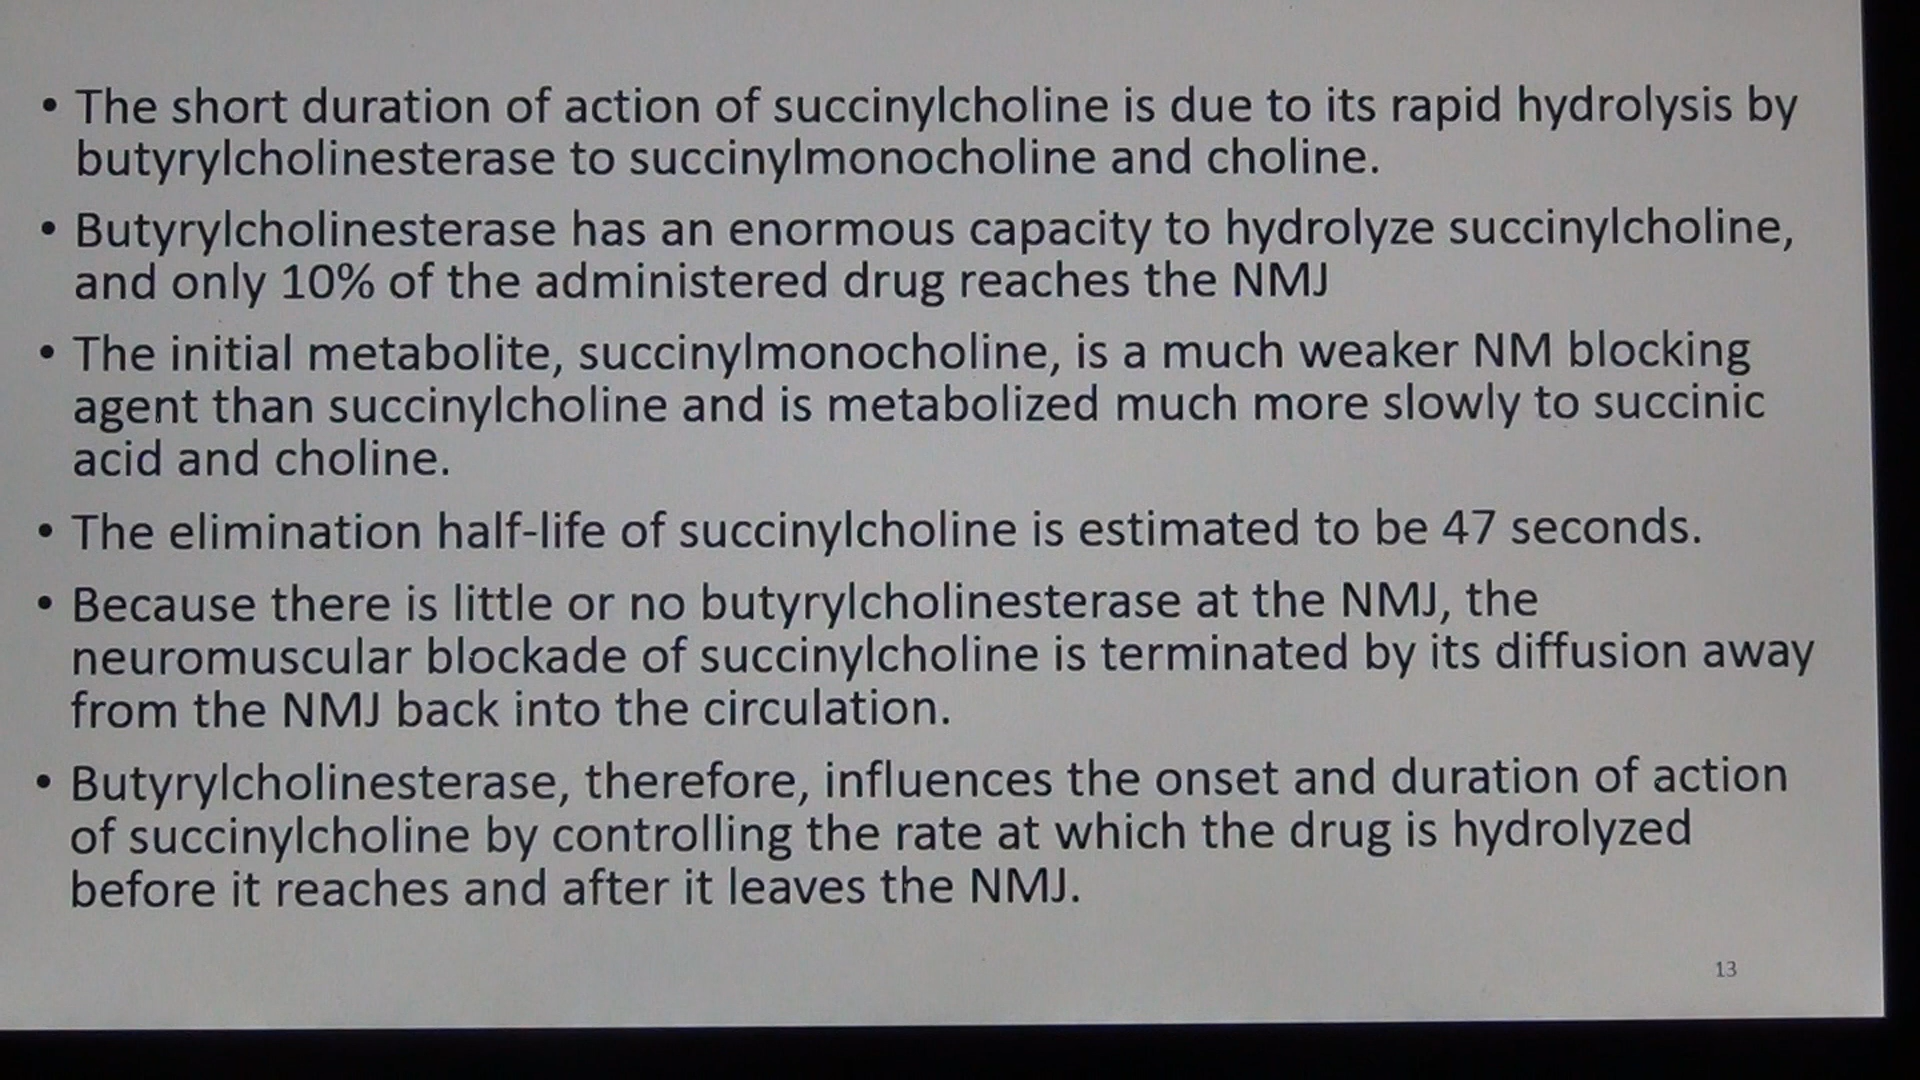 • The short duration of action of succinylcholine is due to its rapid hydrolysis by
butyrylcholinesterase to succinylmonocholine and choline.
• Butyrylcholinesterase has an enormous capacity to hydrolyze succinylcholine,
and only 10% of the administered drug reaches the NMJ
• The initial metabolite, succinylmonocholine, is a much weaker NM blocking
agent than succinylcholine and is metabolized much more slowly to succinic
acid and choline.
• The elimination half-life of succinylcholine is estimated to be 47 seconds.
• Because there is little or no butyrylcholinesterase at the NMJ, the
neuromuscular blockade of succinylcholine is terminated by its diffusion away
from the NMJ back into the circulation.
• Butyrylcholinesterase, therefore, influences the onset and duration of action
of succinylcholine by controlling the rate at which the drug is hydrolyzed
before it reaches and after it leaves the NMJ.
13